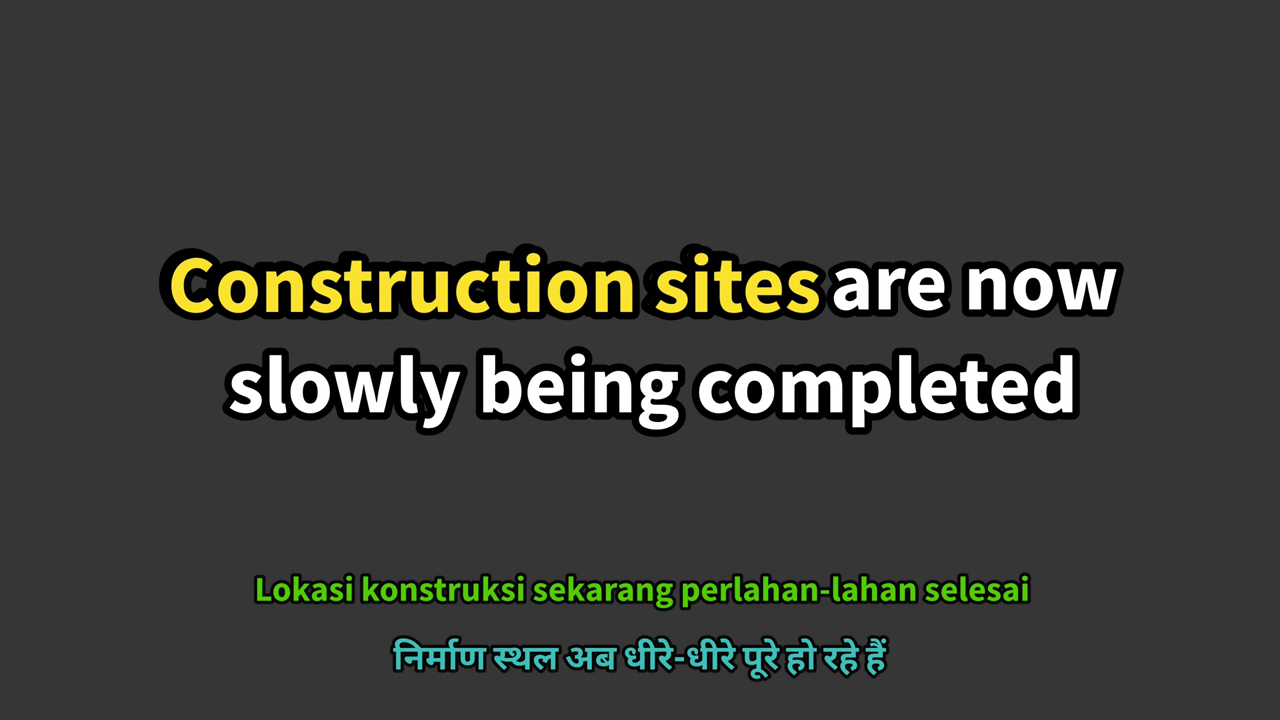 Construction sites are now
slowly being completed
Lokasi konstruksi sekarang perlahan-lahan selesai
निर्माण स्थल अब धीरे-धीरे पूरे हो रहे हैं